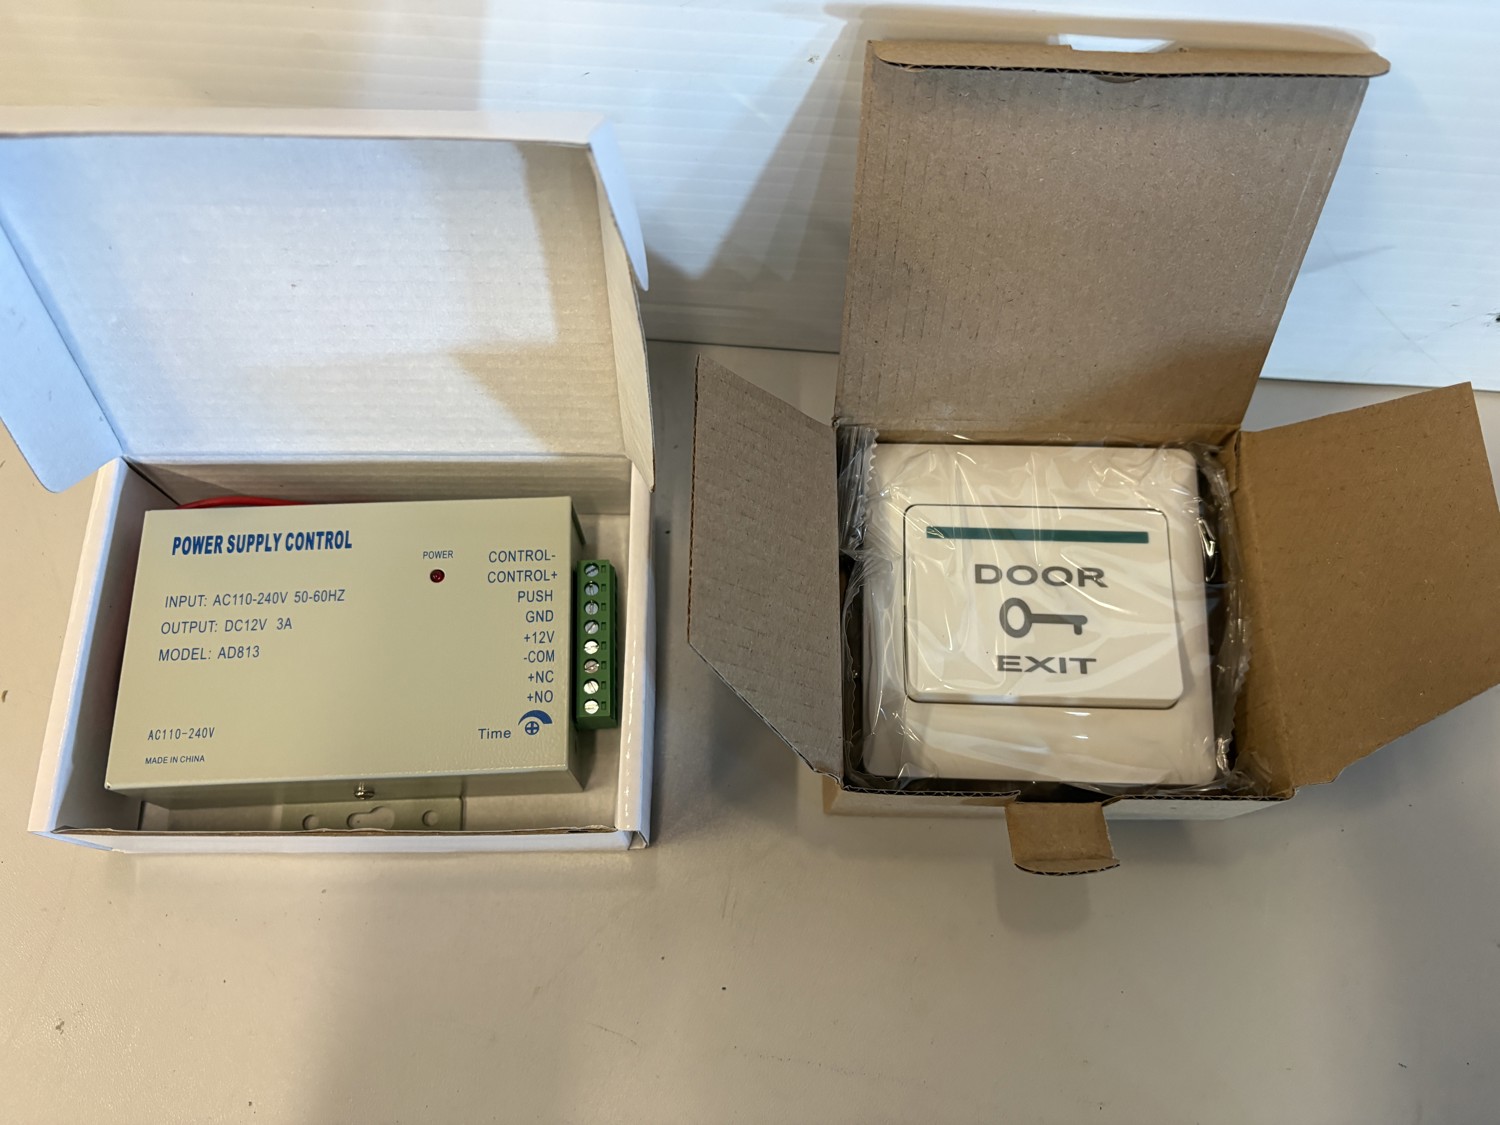 POWER SUPPLY CONTROL
INPUT: AC110-240V 50-60HZ
OUTPUT: DC12V 3A
MODEL: AD813
AC110-240V
MADE IN CHINA
POWER
CONTROL-
CONTROL+
PUSH
GND
+12V
-COM
+NC
+NO
Time
DOOR
EXIT